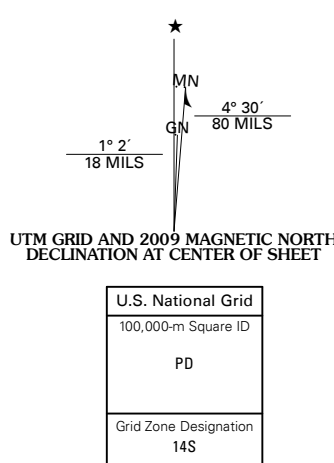 ★
MN
4° 30´
80 MILS
GN
1° 2´
18 MILS
UTM GRID AND 2009 MAGNETIC NORTH
DECLINATION AT CENTER OF SHEET
U.S. National Grid
100,000-m Square ID
PD
Grid Zone Designation
14S